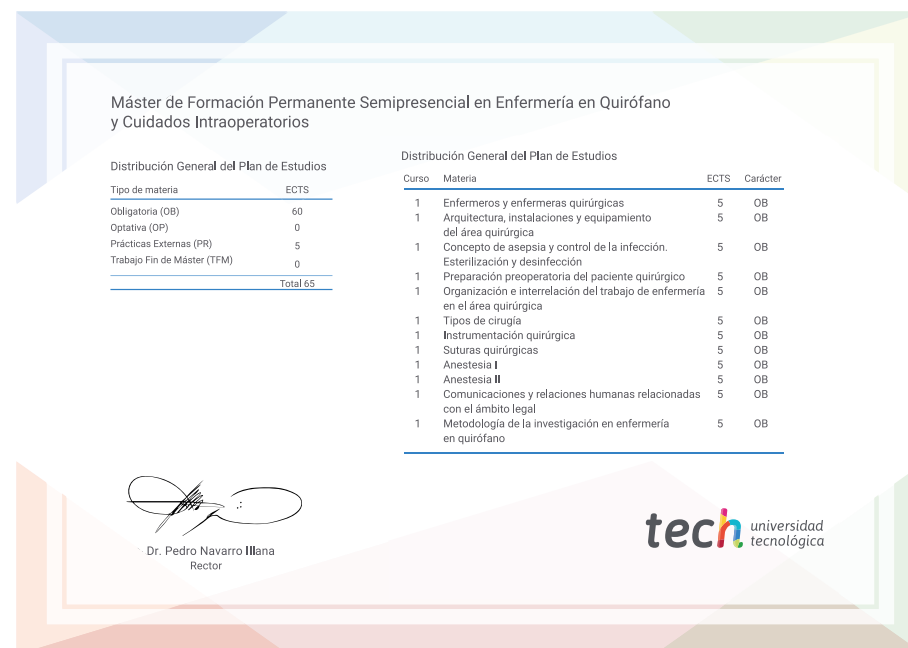 Máster de Formación Permanente Semipresencial en Enfermería en Quirófano
y Cuidados Intraoperatorios
Distribución General del Plan de Estudios
Tipo de materia ECTS
Obligatoria (OB) 60
Optativa (OP) 0
Prácticas Externas (PR) 5
Trabajo Fin de Máster (TFM) 0
Total 65
Distribución General del Plan de Estudios
Curso Materia ECTS Carácter
1 Enfermeros y enfermeras quirúrgicas 5 OB
1 Arquitectura, instalaciones y equipamiento 5 OB
del área quirúrgica
1 Concepto de asepsia y control de la infección. 5 OB
Esterilización y desinfección
1 Preparación preoperatoria del paciente quirúrgico 5 OB
1 Organización e interrelación del trabajo de enfermería 5 OB
en el área quirúrgica
1 Tipos de cirugía 5 OB
1 Instrumentación quirúrgica 5 OB
1 Suturas quirúrgicas 5 OB
1 Anestesia I 5 OB
1 Anestesia II 5 OB
1 Comunicaciones y relaciones humanas relacionadas 5 OB
con el ámbito legal
1 Metodología de la investigación en enfermería 5 OB
en quirófano
Dr. Pedro Navarro Illana
Rector
tech universidad
tecnológica